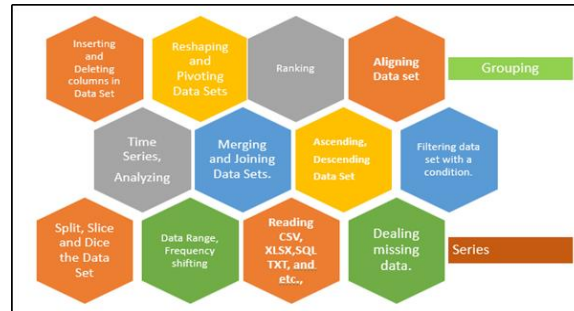 Inserting
and
Deleting
columns in
Data Set
Reshaping
and
Pivoting
Data Sets
Ranking
Aligning
Data set
Grouping
Time
Series,
Analyzing
Merging
and Joining
Data Sets.
Ascending,
Descending
Data Set
Filtering data
set with a
condition.
Split, Slice
and Dice
the Data
Set
Data Range,
Frequency
shifting
Reading
CSV,
XLSX,SQL
TXT, and
etc.,
Dealing
missing
data.
Series